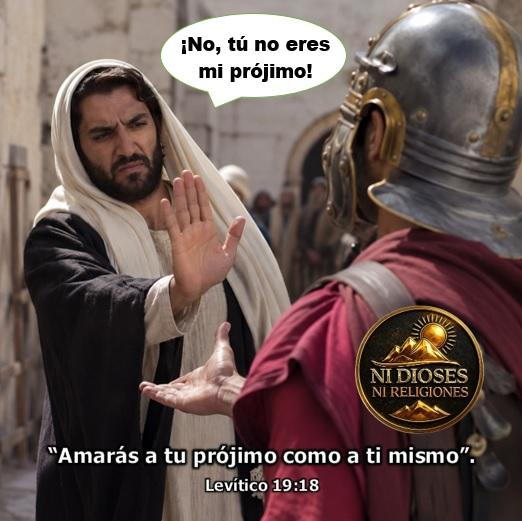 ¡No, tú no eres
mi prójimo!
NI DIOSES
NI RELIGIONES
“Amarás a tu prójimo como a ti mismo”.
Levítico 19:18